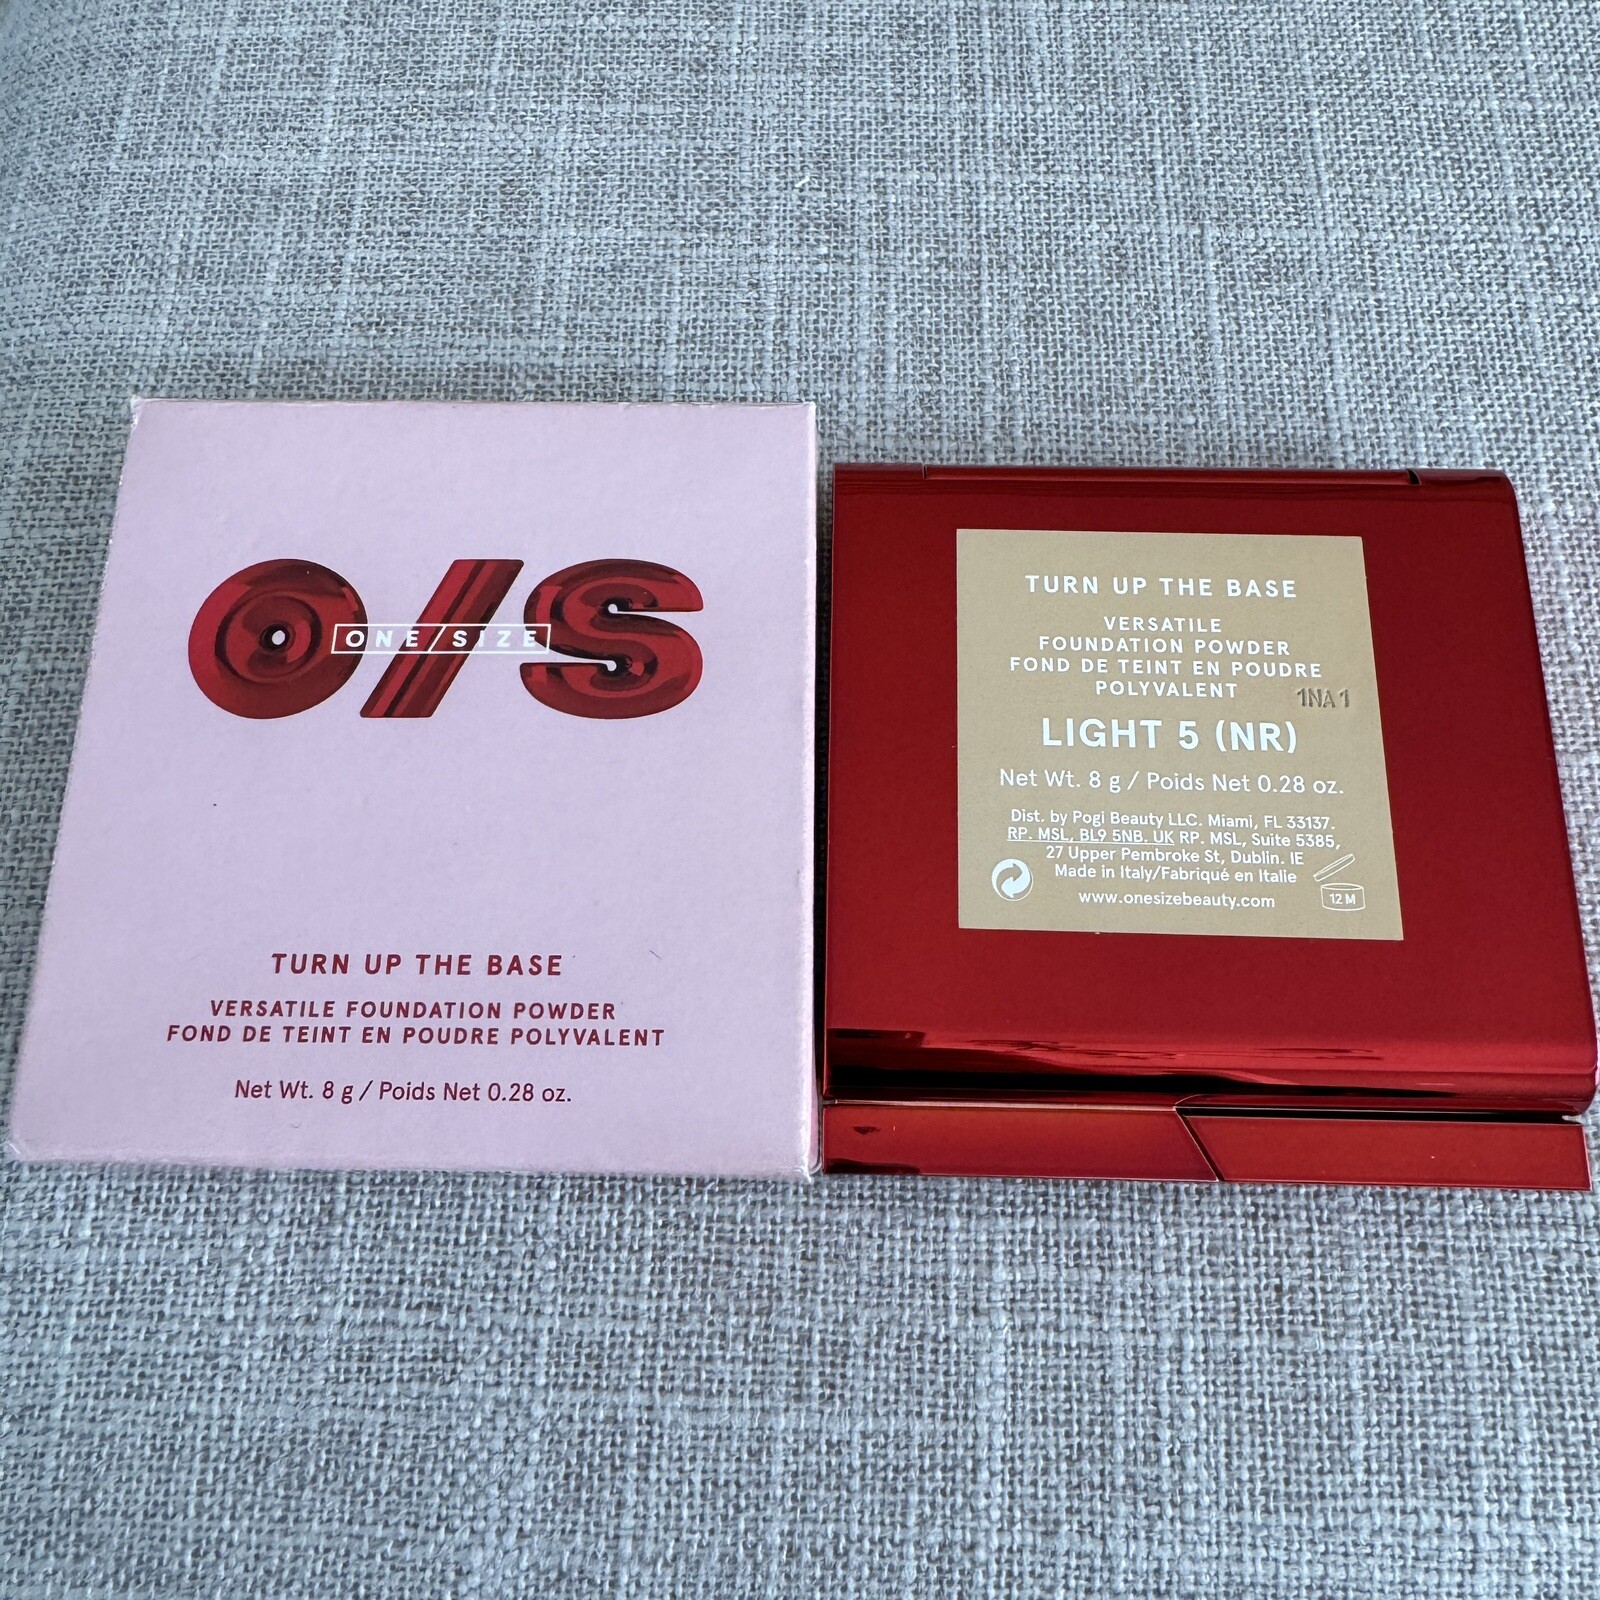 O/S
ONE/SIZE
TURN UP THE BASE
VERSATILE FOUNDATION POWDER
FOND DE TEINT EN POUDRE POLYVALENT
Net Wt. 8 g / Poids Net 0.28 oz.
TURN UP THE BASE
VERSATILE
FOUNDATION POWDER
FOND DE TEINT EN POUDRE
POLYVALENT
1NA1
LIGHT 5 (NR)
Net Wt. 8 g / Poids Net 0.28 oz.
Dist. by Pogi Beauty LLC. Miami, FL 33137.
RP. MSL, BL9 5NB. UK RP. MSL, Suite 5385,
27 Upper Pembroke St, Dublin. IE
Made in Italy/Fabriqué en Italie
www.onesizebeauty.com
12 M